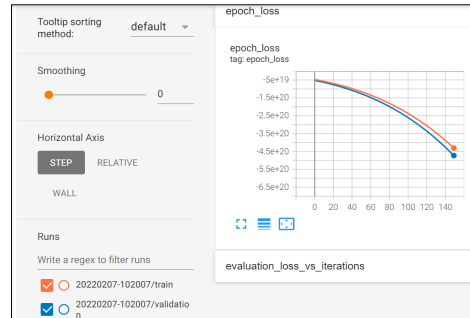 Tooltip sorting
method:
default
Smoothing
0
Horizontal Axis
STEP
RELATIVE
WALL
Runs
Write a regex to filter runs
20220207-102007/train
20220207-102007/validatio
n
epoch_loss
epoch_loss
tag: epoch_loss
-5e+19
-1.5e+20
-2.5e+20
-3.5e+20
-4.5e+20
-5.5e+20
-6.5e+20
0 20 40 60 80 100 120 140
evaluation_loss_vs_iterations